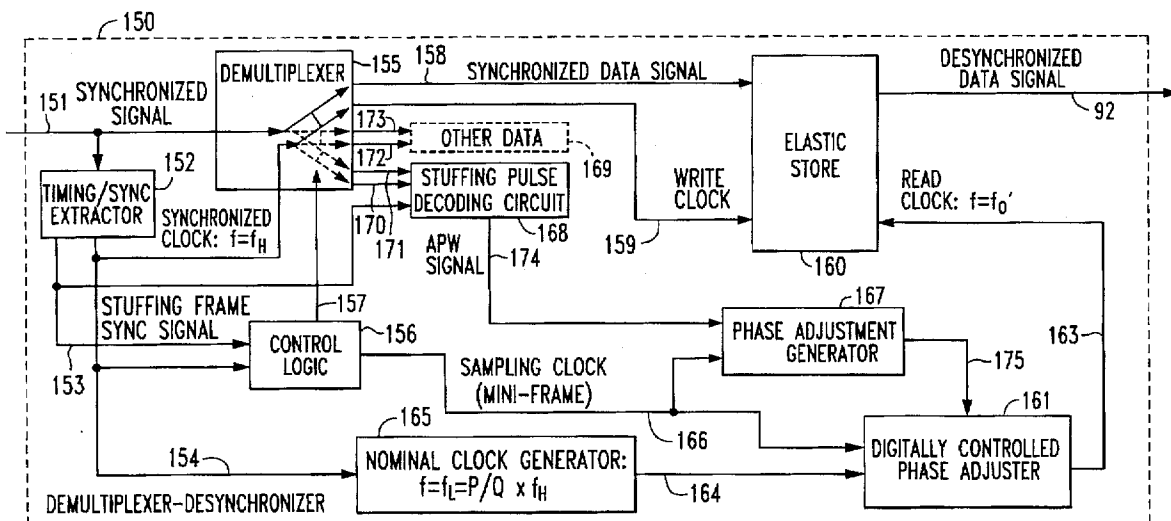 150
DEMULTIPLEXER
155
158
SYNCHRONIZED DATA SIGNAL
DESYNCHRONIZED
DATA SIGNAL
92
151
SYNCHRONIZED
SIGNAL
173
172
OTHER DATA
169
ELASTIC
STORE
160
152
TIMING/SYNC
EXTRACTOR
SYNCHRONIZED
CLOCK: f=fH
170
171
STUFFING PULSE
DECODING CIRCUIT
168
WRITE
CLOCK
159
READ
CLOCK: f=f0'
APW
SIGNAL
174
157
STUFFING FRAME
SYNC SIGNAL
153
CONTROL
LOGIC
156
167
PHASE ADJUSTMENT
GENERATOR
175
163
SAMPLING CLOCK
(MINI-FRAME)
166
161
DIGITALLY CONTROLLED
PHASE ADJUSTER
154
165
NOMINAL CLOCK GENERATOR:
f=fL=P/Q x fH
164
DEMULTIPLEXER-DESYNCHRONIZER